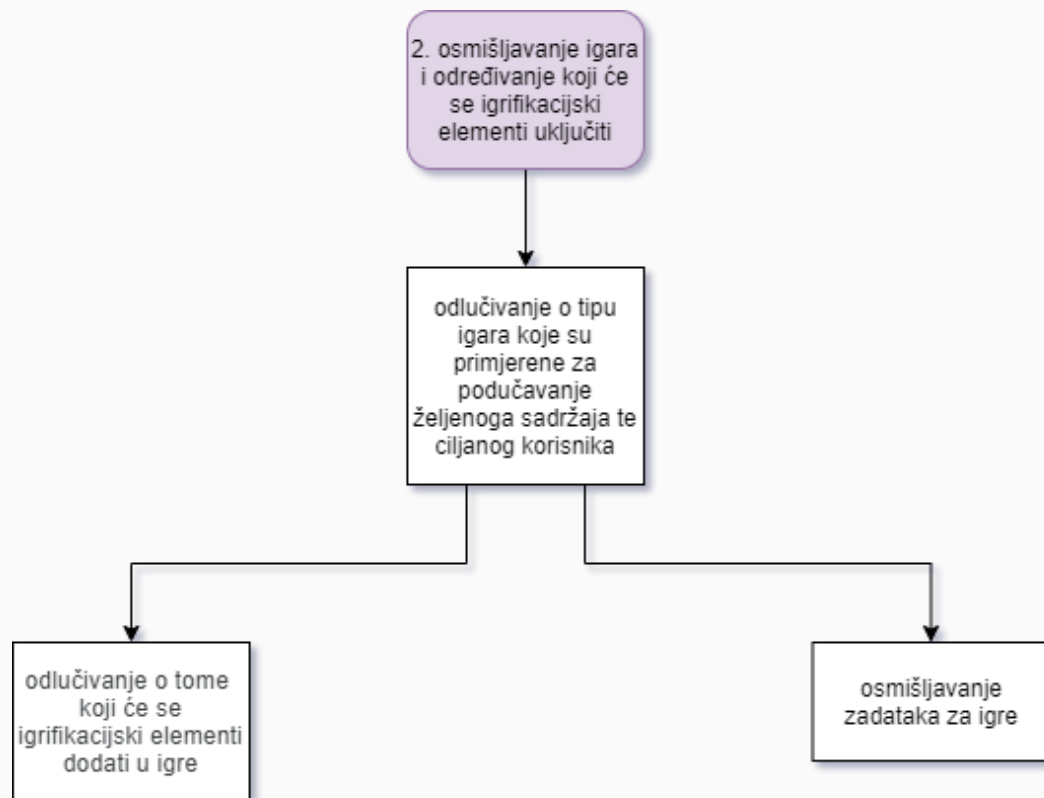 2. osmišljavanje igara
i određivanje koji će
se igrifikacijski
elementi uključiti
odlučivanje o tipu
igara koje su
primjerene za
podučavanje
željenoga sadržaja te
ciljanog korisnika
odlučivanje o tome
koji će se
igrifikacijski elementi
dodati u igre
osmišljavanje
zadataka za igre